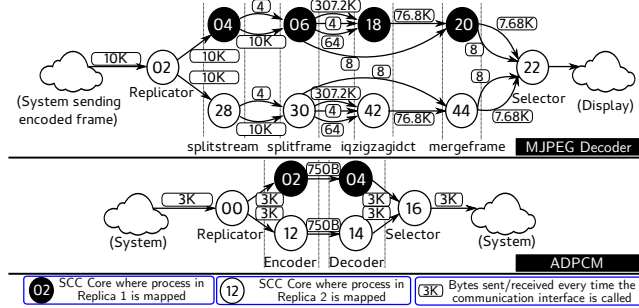 4
307.2K
04
06
4
18
76.8K
20
7.68K
10K
64
8
10K
10K
02
8
22
Replicator
10K
8
8
Selector
4
307.2K
(System sending
encoded frame)
(Display)
28
30
4
42
76.8K
44
7.68K
10K
64
splitstream
splitframe
iqzigzagidct
mergeframe
MJPEG Decoder
02
750B
04
3K
3K
3K
3K
00
16
3K
3K
(System)
Replicator
12
750B
14
Selector
(System)
Encoder
Decoder
ADPCM
02
SCC Core where process in
Replica 1 is mapped
12
SCC Core where process in
Replica 2 is mapped
3K
Bytes sent/received every time the
communication interface is called